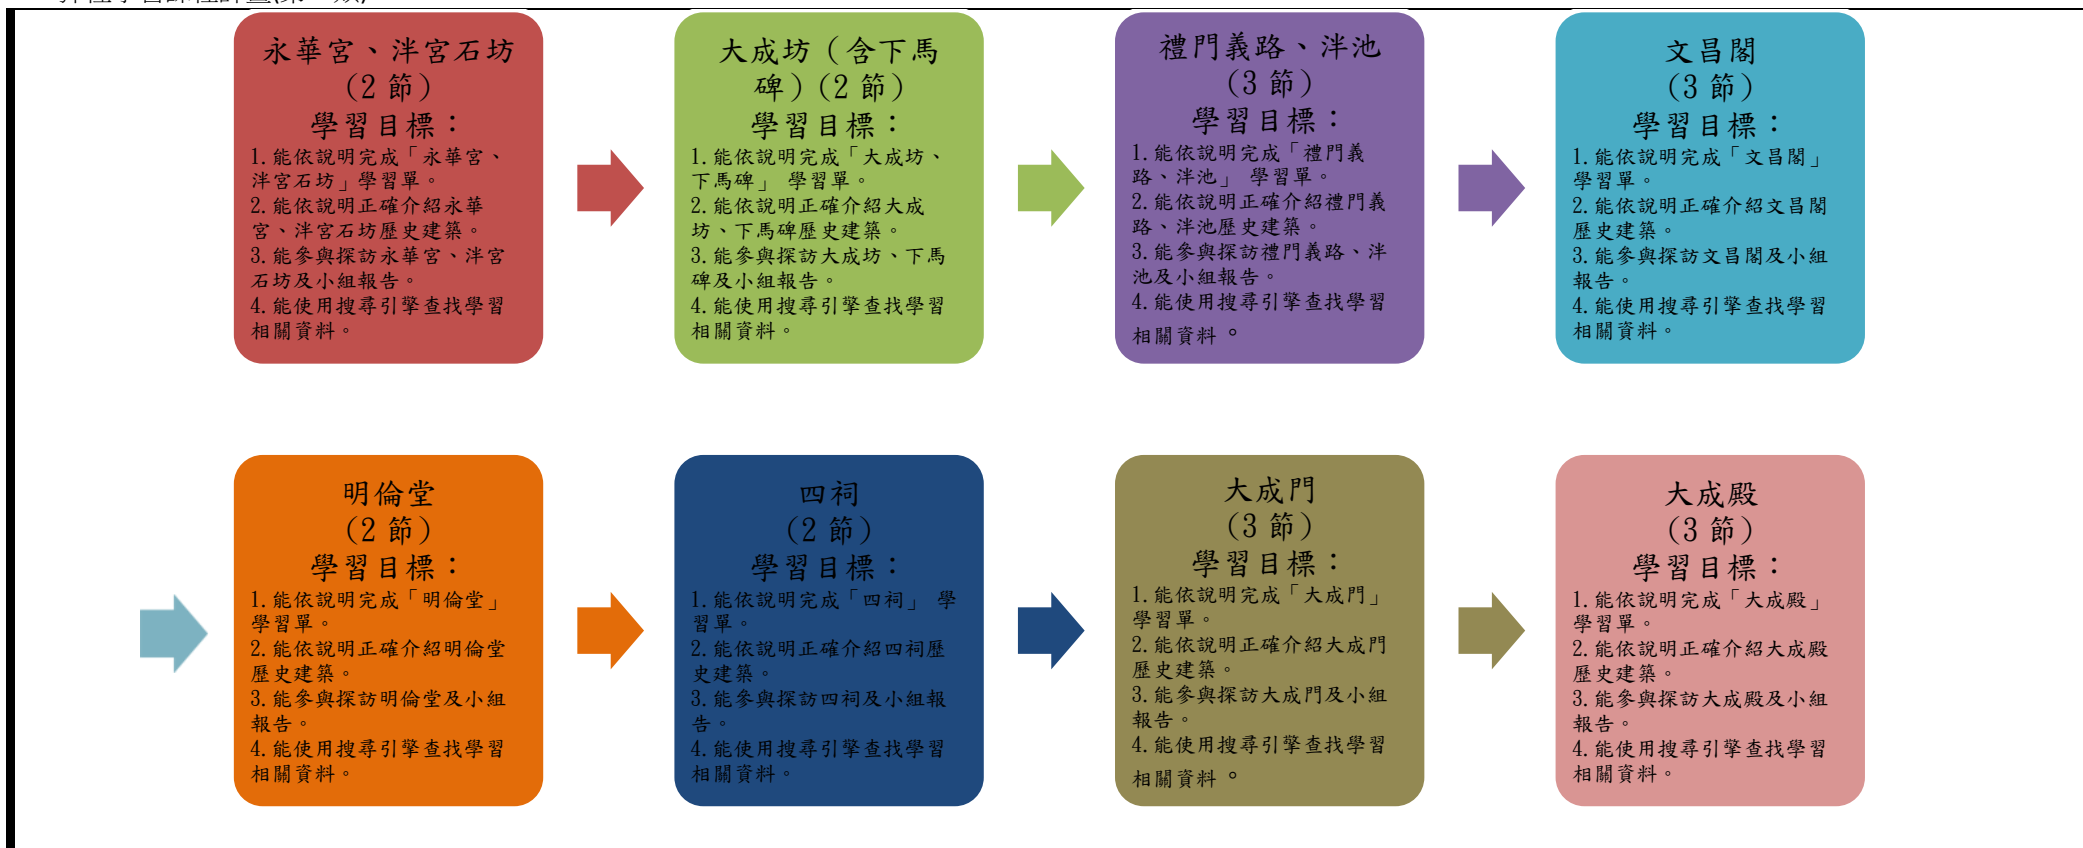 永華宮、泮宮石坊
(2 節)
學習目標：
1.能依說明完成「永華宮、
泮宮石坊」學習單。
2.能依說明正確介紹永華
宮、泮宮石坊歷史建築。
3.能參與探訪永華宮、泮宮
石坊及小組報告。
4.能使用搜尋引擎查找學習
相關資料。
大成坊（含下馬
碑）(2 節)
學習目標：
1.能依說明完成「大成坊、
下馬碑」 學習單。
2.能依說明正確介紹大成
坊、下馬碑歷史建築。
3.能參與探訪大成坊、下馬
碑及小組報告。
4.能使用搜尋引擎查找學習
相關資料。
禮門義路、泮池
(3 節)
學習目標：
1.能依說明完成「禮門義
路、泮池」 學習單。
2.能依說明正確介紹禮門義
路、泮池歷史建築。
3.能參與探訪禮門義路、泮
池及小組報告。
4.能使用搜尋引擎查找學習
相關資料。
文昌閣
(3 節)
學習目標：
1.能依說明完成「文昌閣」
學習單。
2.能依說明正確介紹文昌閣
歷史建築。
3.能參與探訪文昌閣及小組
報告。
4.能使用搜尋引擎查找學習
相關資料。
明倫堂
(2 節)
學習目標：
1.能依說明完成「明倫堂」
學習單。
2.能依說明正確介紹明倫堂
歷史建築。
3.能參與探訪明倫堂及小組
報告。
4.能使用搜尋引擎查找學習
相關資料。
四祠
(2 節)
學習目標：
1.能依說明完成「四祠」 學
習單。
2.能依說明正確介紹四祠歷
史建築。
3.能參與探訪四祠及小組報
告。
4.能使用搜尋引擎查找學習
相關資料。
大成門
(3 節)
學習目標：
1.能依說明完成「大成門」
學習單。
2.能依說明正確介紹大成門
歷史建築。
3.能參與探訪大成門及小組
報告。
4.能使用搜尋引擎查找學習
相關資料。
大成殿
(3 節)
學習目標：
1.能依說明完成「大成殿」
學習單。
2.能依說明正確介紹大成殿
歷史建築。
3.能參與探訪大成殿及小組
報告。
4.能使用搜尋引擎查找學習
相關資料。